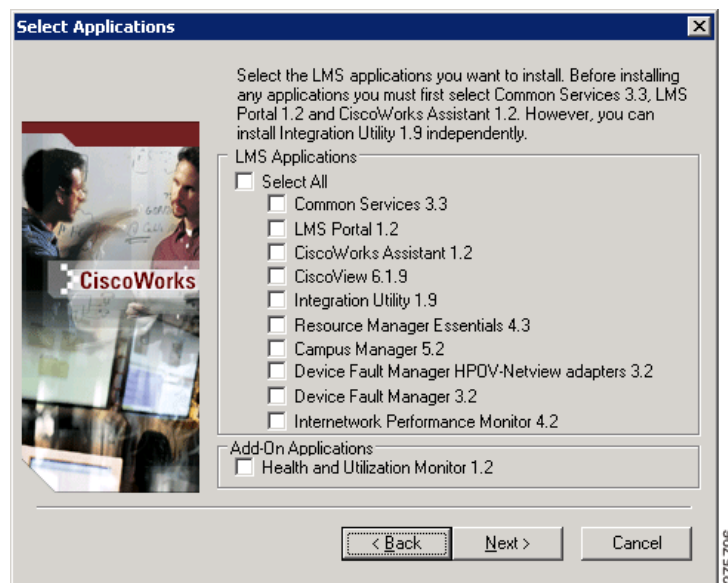 Select Applications
Select the LMS applications you want to install. Before installing
any applications you must first select Common Services 3.3, LMS
Portal 1.2 and CiscoWorks Assistant 1.2. However, you can
install Integration Utility 1.9 independently.
LMS Applications
Select All
Common Services 3.3
LMS Portal 1.2
CiscoWorks Assistant 1.2
CiscoView 6.1.9
Integration Utility 1.9
Resource Manager Essentials 4.3
Campus Manager 5.2
Device Fault Manager HPOV-Netview adapters 3.2
Device Fault Manager 3.2
Internetwork Performance Monitor 4.2
CiscoWorks
Add-On Applications
Health and Utilization Monitor 1.2
< Back
Next >
Cancel